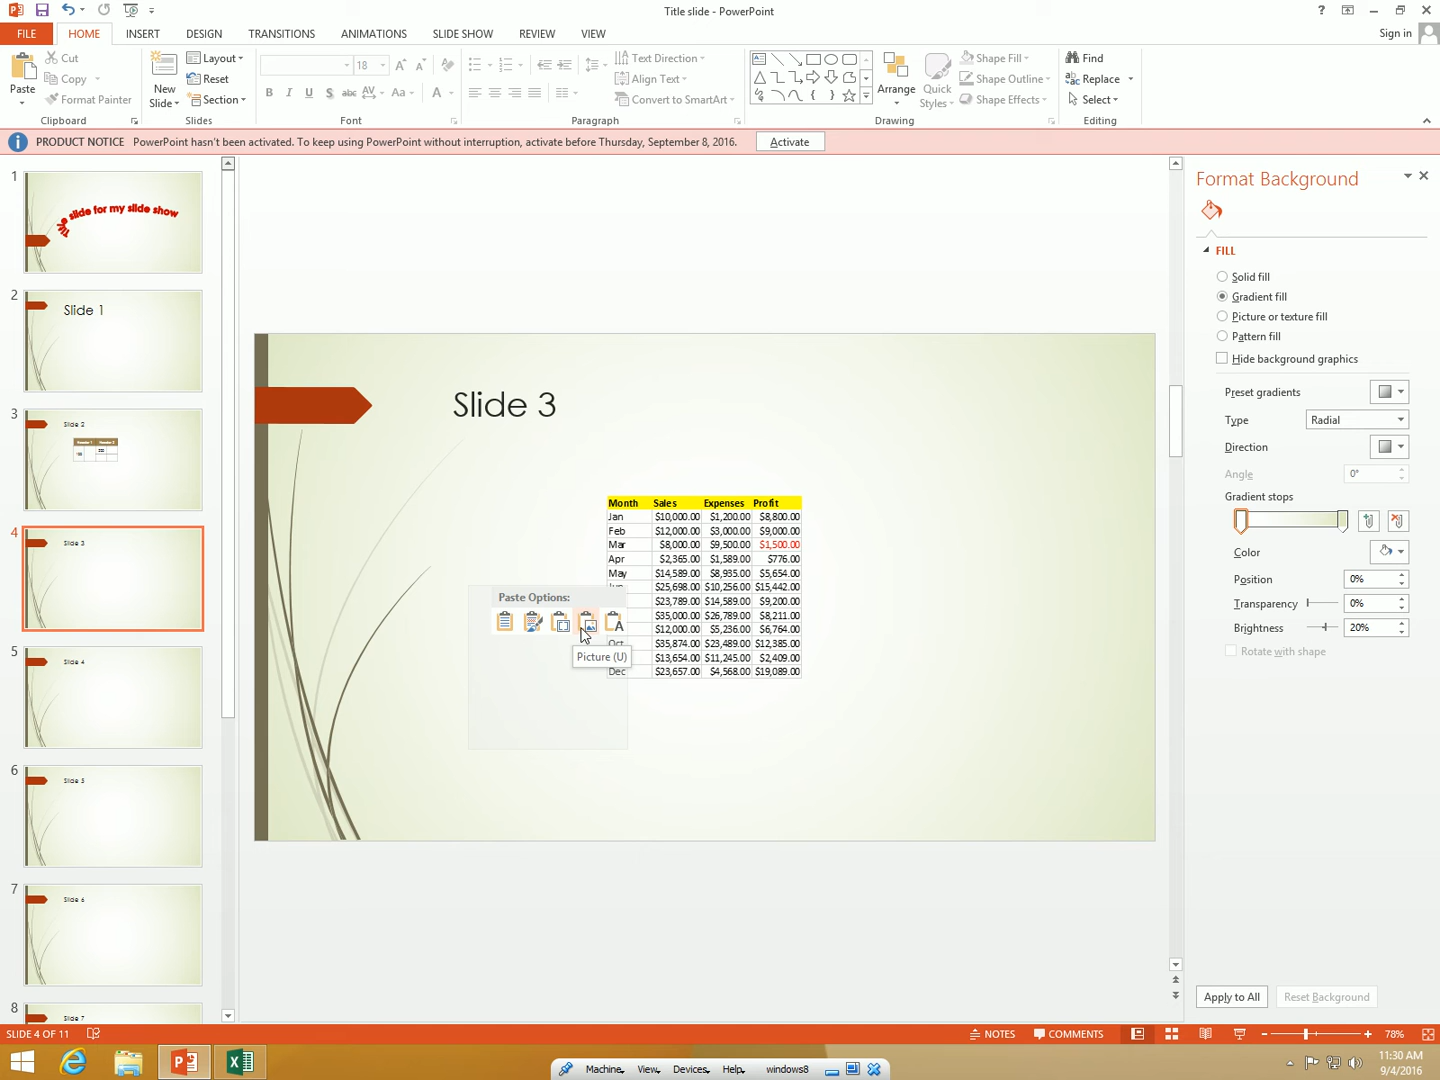 Title slide - PowerPoint
?
Sign in
FILE HOME INSERT DESIGN TRANSITIONS ANIMATIONS SLIDE SHOW REVIEW VIEW
Paste
Cut
Copy
Format Painter
Clipboard
New
Slide
Layout
Reset
Section
Slides
18
B I U S abc AV Aa A
Font
Text Direction
Align Text
Convert to SmartArt
Paragraph
Arrange
Quick
Styles
Shape Fill
Shape Outline
Shape Effects
Drawing
Find
Replace
Select
Editing
PRODUCT NOTICE PowerPoint hasn't been activated. To keep using PowerPoint without interruption, activate before Thursday, September 8, 2016. Activate
1
Title slide for my slide show
2
Slide 1
3
Slide 2
4
Slide 3
5
Slide 4
6
Slide 5
7
Slide 6
8
Slide 7
Slide 3
Month Sales Expenses Profit
Jan $10,000.00 $1,200.00 $8,800.00
Feb $12,000.00 $3,000.00 $9,000.00
Mar $8,000.00 $9,500.00 $1,500.00
Apr $2,365.00 $1,589.00 $776.00
May $14,589.00 $8,935.00 $5,654.00
$25,698.00 $10,256.00 $15,442.00
$23,789.00 $14,589.00 $9,200.00
$35,000.00 $26,789.00 $8,211.00
$12,000.00 $5,236.00 $6,764.00
Oct $35,874.00 $23,489.00 $12,385.00
$13,654.00 $11,245.00 $2,409.00
Dec $23,657.00 $4,568.00 $19,089.00
Paste Options:
Picture (U)
Format Background
FILL
Solid fill
Gradient fill
Picture or texture fill
Pattern fill
Hide background graphics
Preset gradients
Type Radial
Direction
Angle 0°
Gradient stops
Color
Position 0%
Transparency 0%
Brightness 20%
Rotate with shape
Apply to All Reset Background
SLIDE 4 OF 11
NOTES COMMENTS 78%
Machine View Devices Help windows8
11:30 AM
9/4/2016